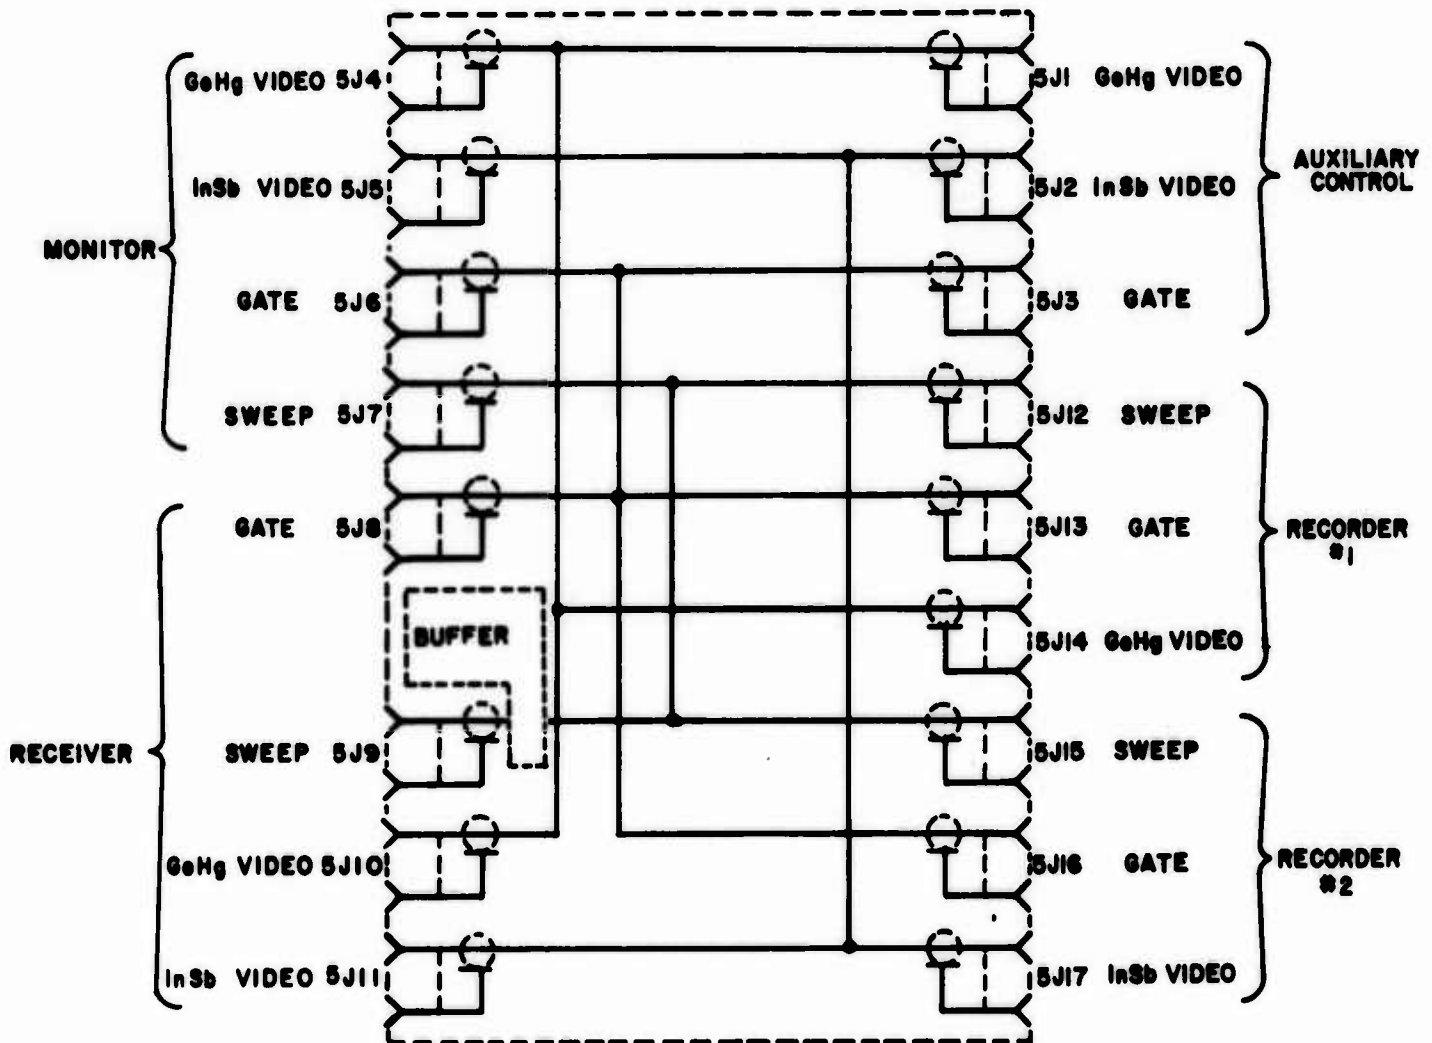 GeHg VIDEO 5J4
InSb VIDEO 5J5
MONITOR
GATE 5J6
SWEEP 5J7
GATE 5J8
BUFFER
RECEIVER
SWEEP 5J9
GeHg VIDEO 5J10
InSb VIDEO 5J11
5J1 GeHg VIDEO
5J2 InSb VIDEO
AUXILIARY
CONTROL
5J3 GATE
5J12 SWEEP
5J13 GATE
RECORDER
#1
5J14 GeHg VIDEO
5J15 SWEEP
5J16 GATE
RECORDER
#2
5J17 InSb VIDEO